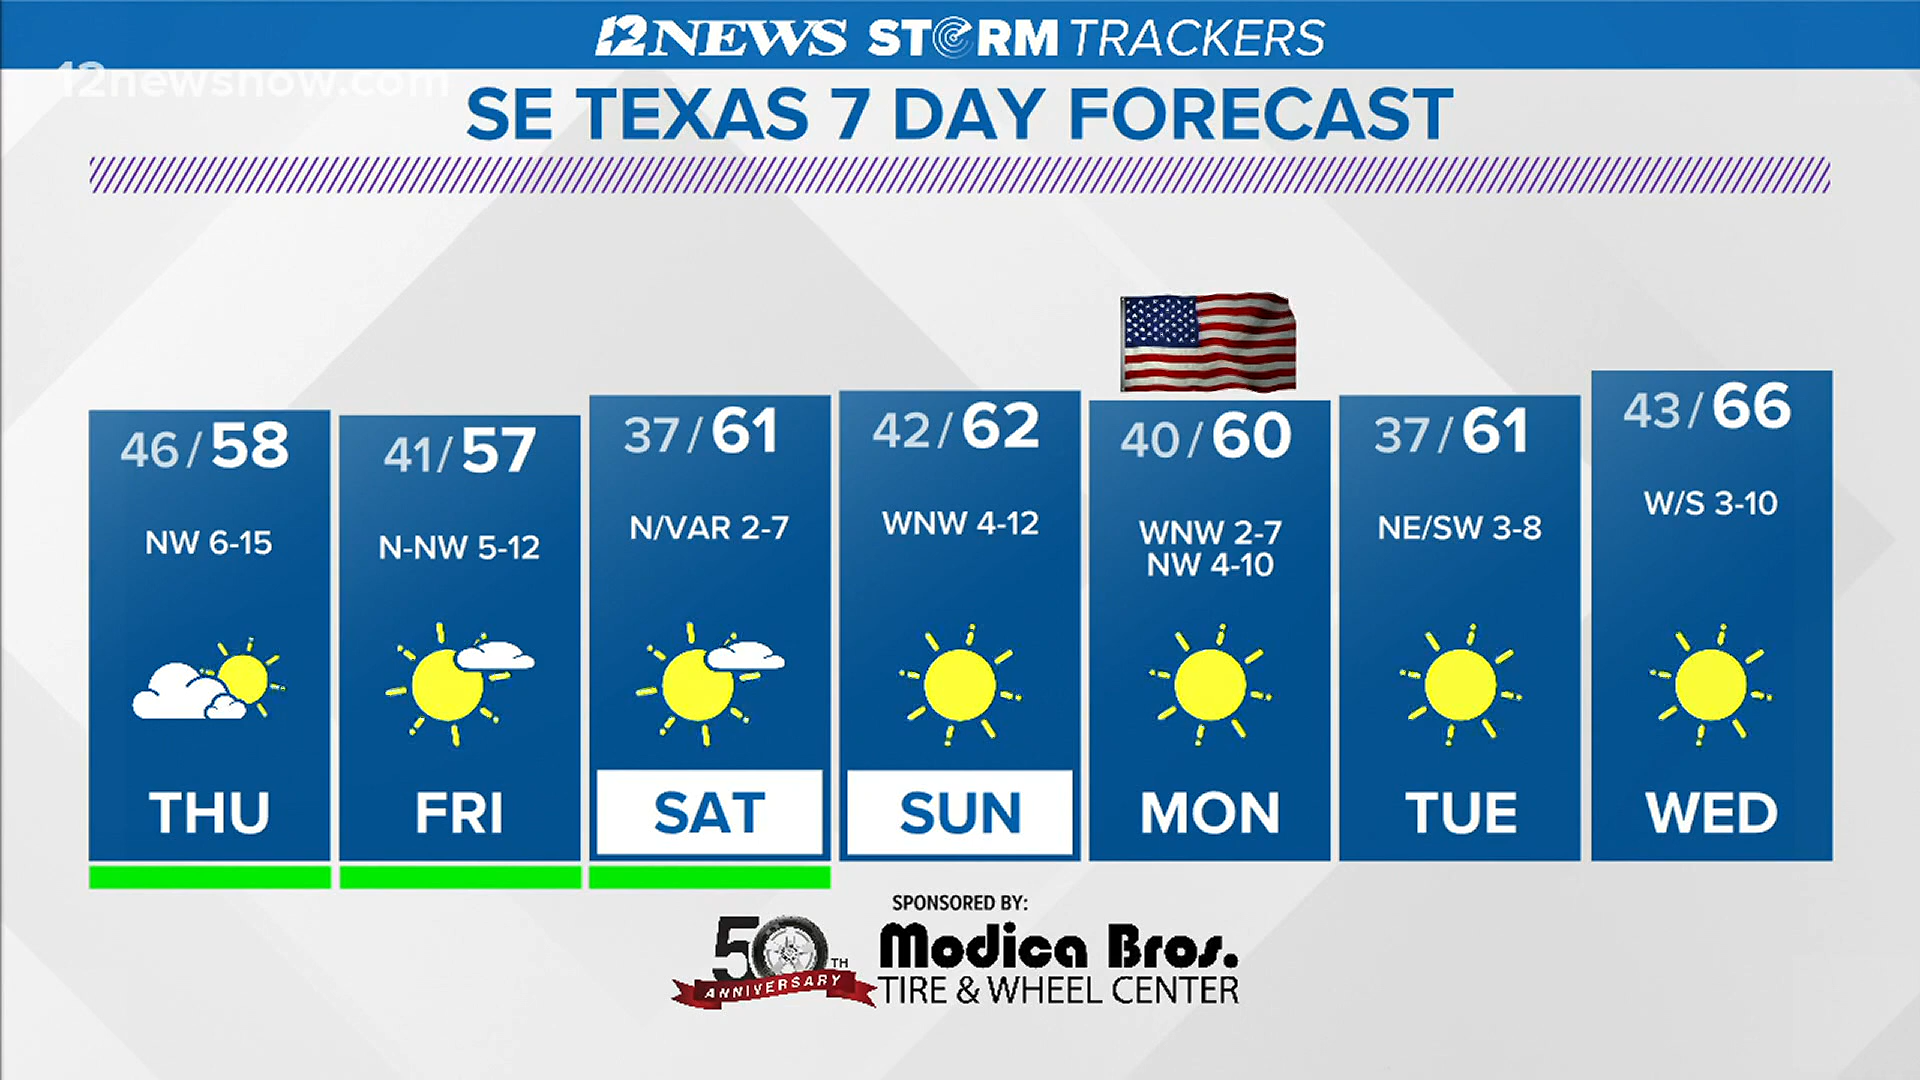 12NEWS STORM TRACKERS
12newsnow.com
SE TEXAS 7 DAY FORECAST
46/58
NW 6-15
THU
41/57
N-NW 5-12
FRI
37/61
N/VAR 2-7
SAT
42/62
WNW 4-12
SUN
40/60
WNW 2-7
NW 4-10
MON
37/61
NE/SW 3-8
TUE
43/66
W/S 3-10
WED
SPONSORED BY:
50TH
ANNIVERSARY
Modica Bros.
TIRE & WHEEL CENTER